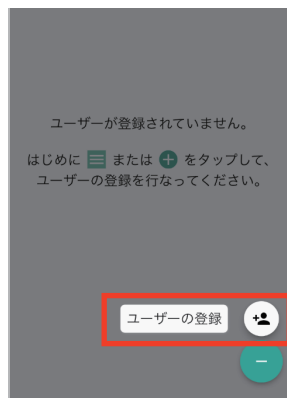 ユーザーが登録されていません。
はじめに または をタップして、
ユーザーの登録を行なってください。
ユーザーの登録